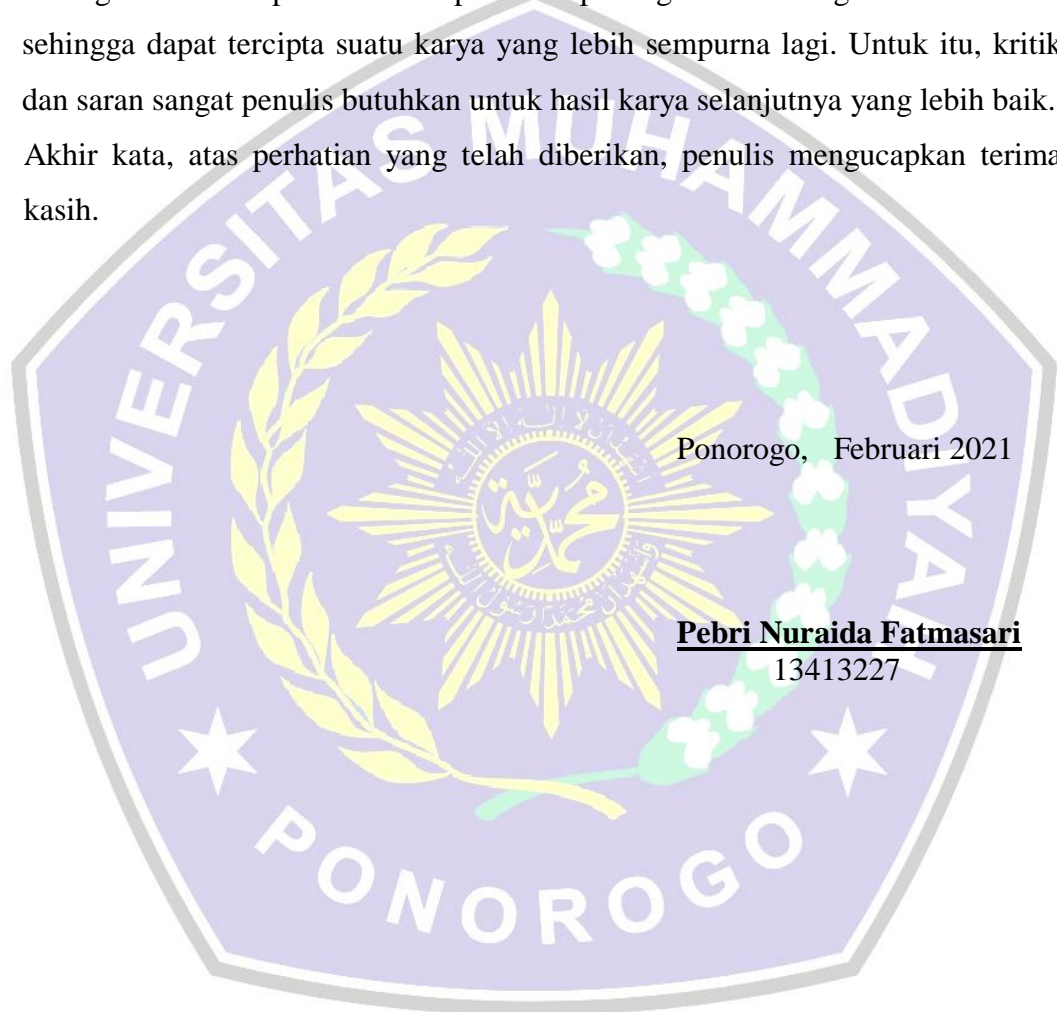 sehingga dapat tercipta suatu karya yang lebih sempurna lagi. Untuk itu, kritik
dan saran sangat penulis butuhkan untuk hasil karya selanjutnya yang lebih baik.
Akhir kata, atas perhatian yang telah diberikan, penulis mengucapkan terima
kasih.
UNIVERSITAS MUHAMMADIYAH
محمدية
Ponorogo, Februari 2021
Pebri Nuraida Fatmasari
13413227
PONOROGO